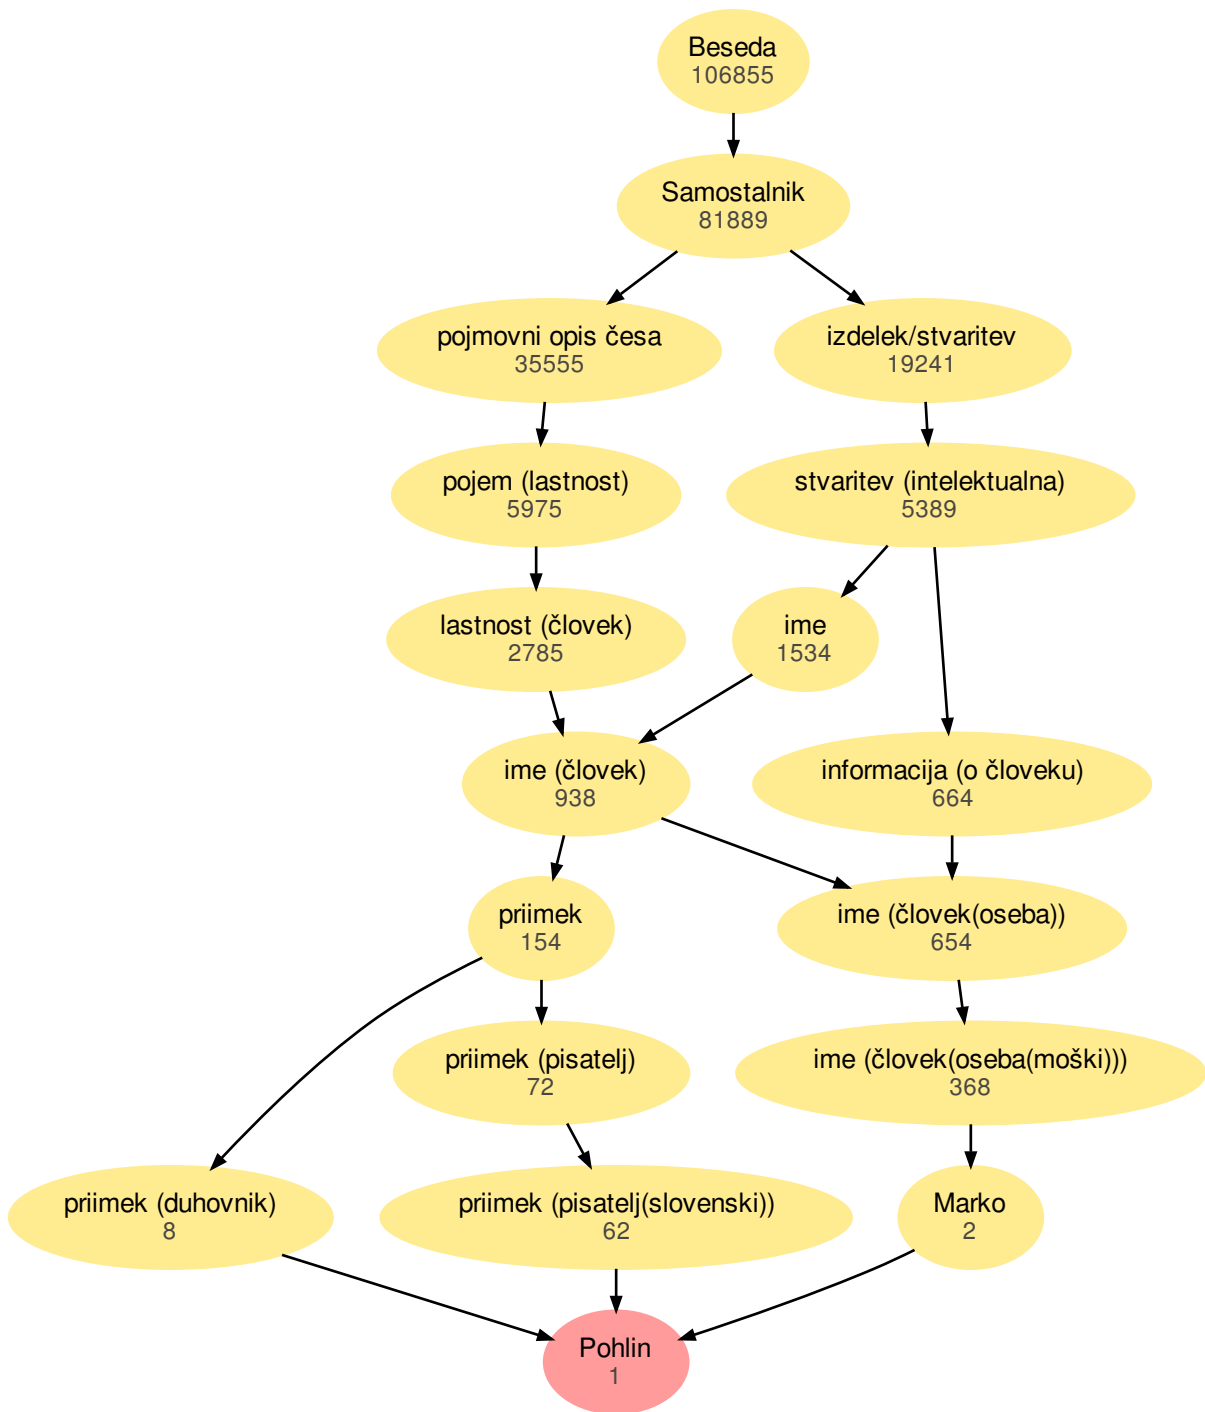 Beseda
106855
Samostalnik
81889
pojmovni opis česa
35555
izdelek/stvaritev
19241
pojem (lastnost)
5975
stvaritev (intelektualna)
5389
lastnost (človek)
2785
ime
1534
ime (človek)
938
informacija (o človeku)
664
priimek
154
ime (človek(oseba))
654
priimek (pisatelj)
72
ime (človek(oseba(moški)))
368
priimek (duhovnik)
8
priimek (pisatelj(slovenski))
62
Marko
2
Pohlin
1